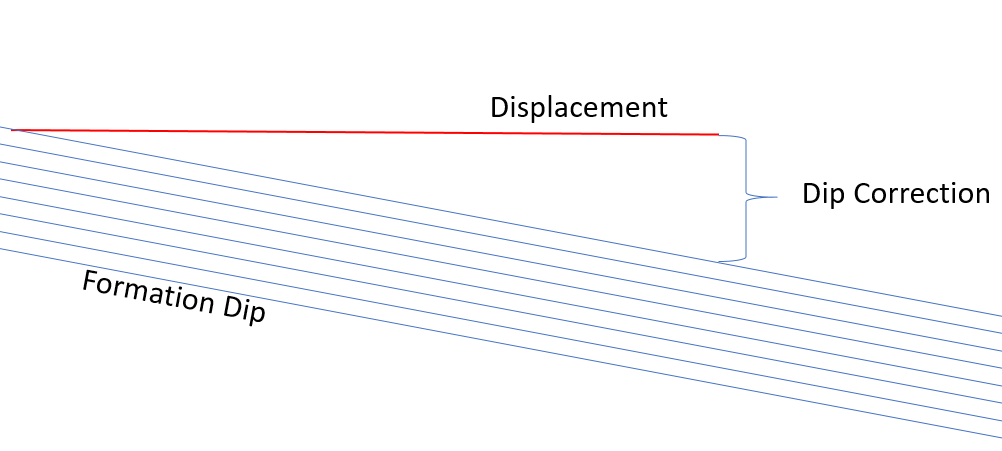 Displacement
Dip Correction
Formation Dip